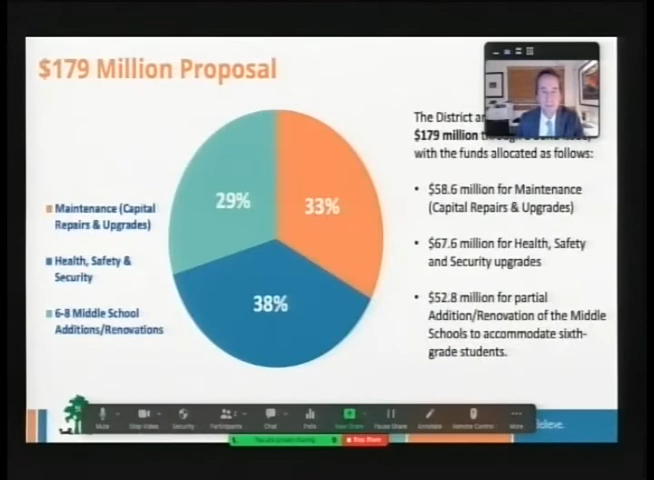 $179 Million Proposal
The District
$179 million
with the funds allocated as follows:
29%
33%
38%
Maintenance (Capital
Repairs & Upgrades)
Health, Safety &
Security
6-8 Middle School
Additions/Renovations
• $58.6 million for Maintenance
(Capital Repairs & Upgrades)
• $67.6 million for Health, Safety
and Security upgrades
• $52.8 million for partial
Addition/Renovation of the Middle
Schools to accommodate sixth-
grade students.
Mute
Stop Video
Security
Participants
Chat
Polls
New Share
Pause Share
Annotate
Remote Control
More
You are screen sharing
Stop Share